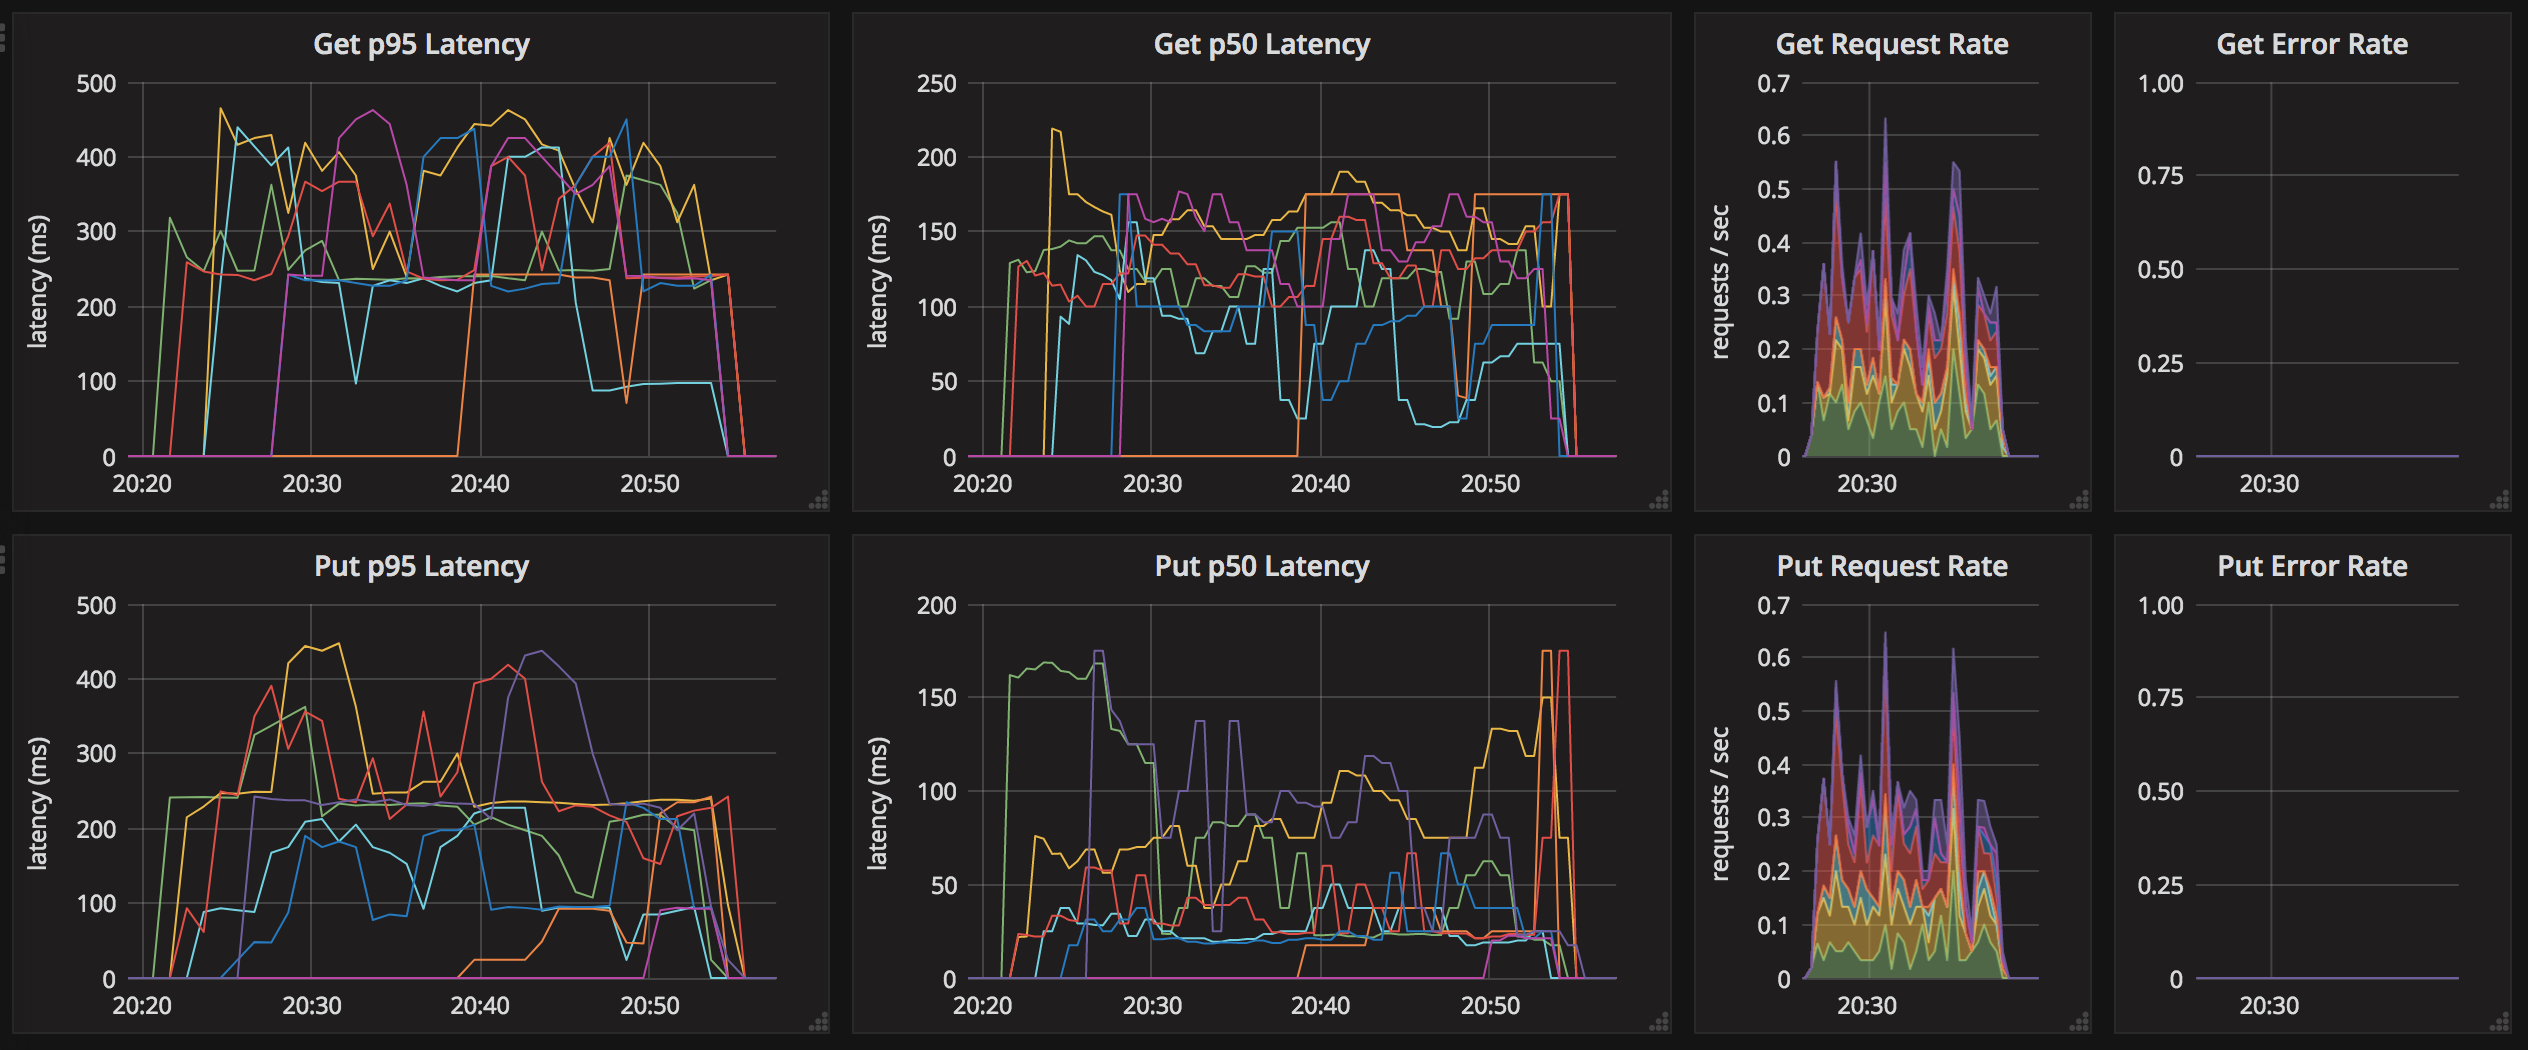 Get p95 Latency
500
400
300
200
100
0
latency (ms)
20:20 20:30 20:40 20:50
Get p50 Latency
250
200
150
100
50
0
latency (ms)
20:20 20:30 20:40 20:50
Get Request Rate
0.7
0.6
0.5
0.4
0.3
0.2
0.1
0
requests / sec
20:30
Get Error Rate
1.00
0.75
0.50
0.25
0
20:30
Put p95 Latency
500
400
300
200
100
0
latency (ms)
20:20 20:30 20:40 20:50
Put p50 Latency
200
150
100
50
0
latency (ms)
20:20 20:30 20:40 20:50
Put Request Rate
0.7
0.6
0.5
0.4
0.3
0.2
0.1
0
requests / sec
20:30
Put Error Rate
1.00
0.75
0.50
0.25
0
20:30